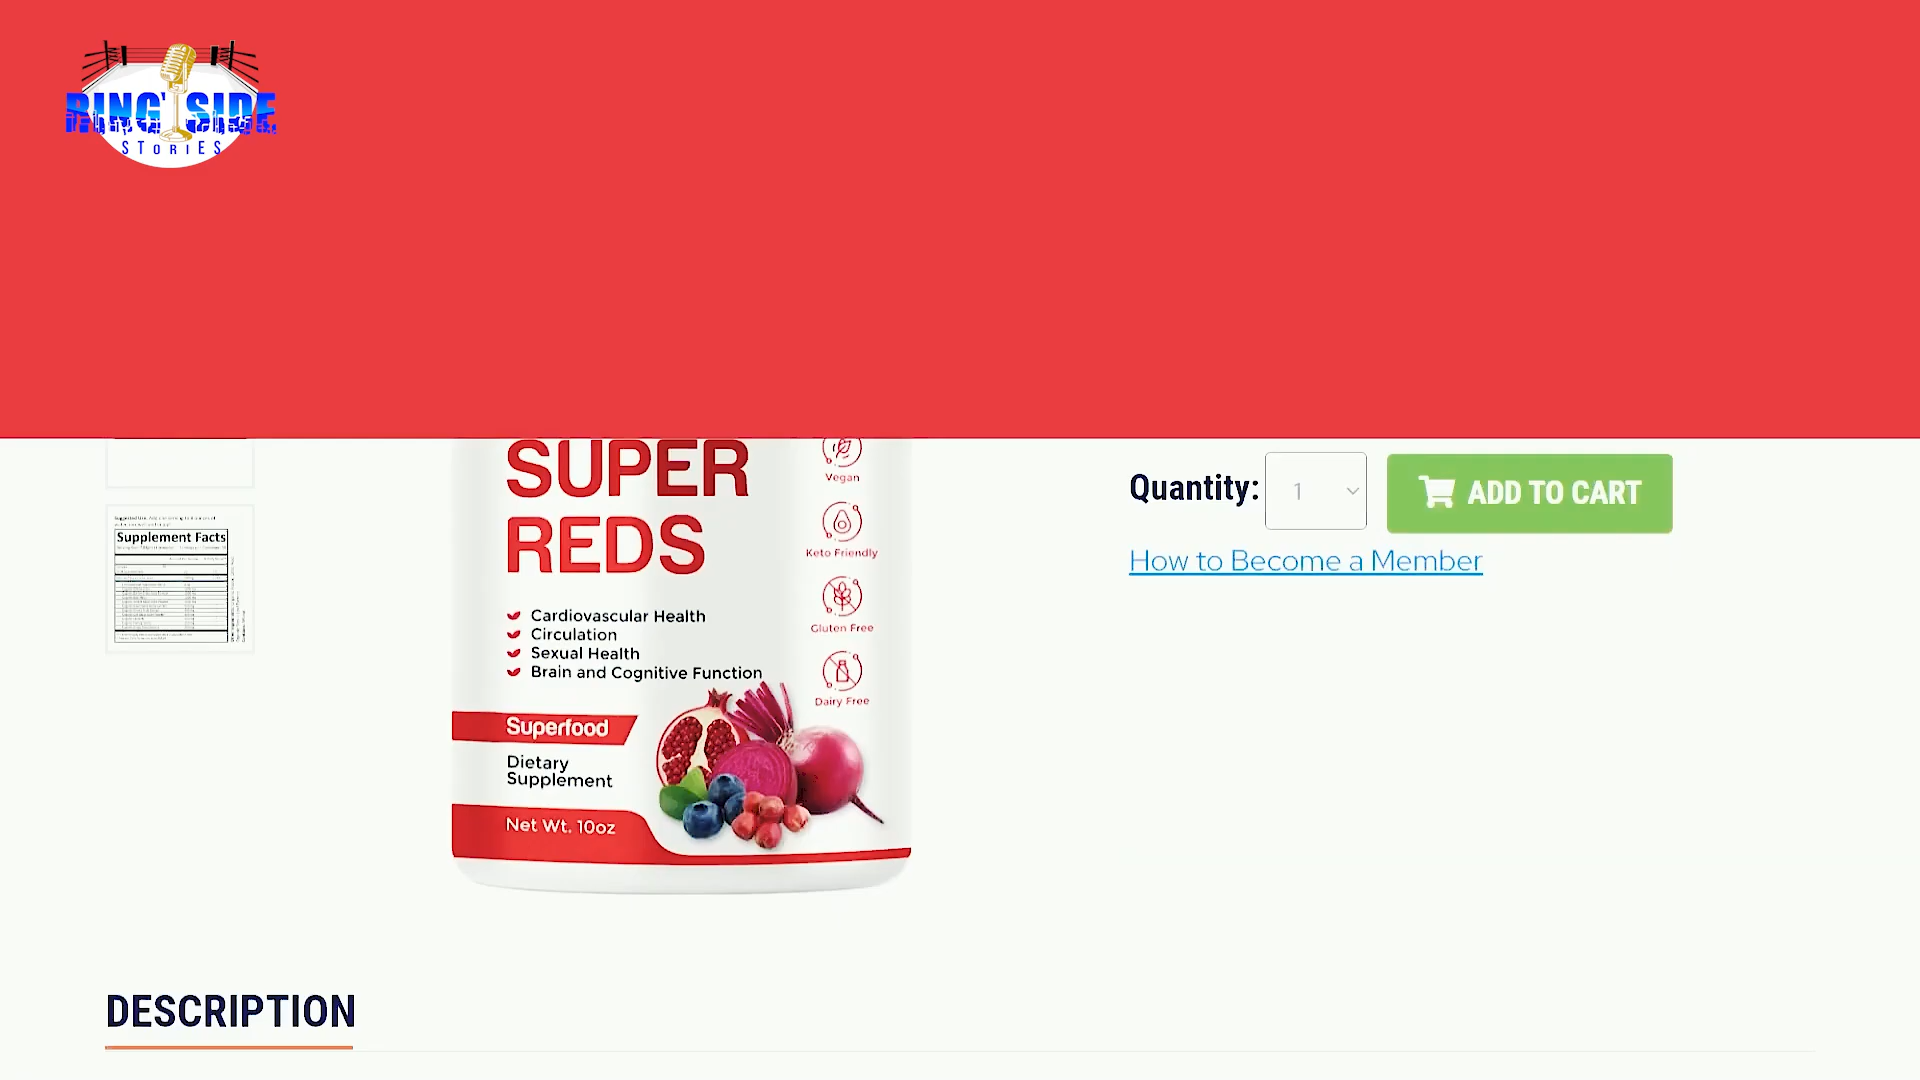 RING SIDE
STORIES
SUPER
REDS
Vegan
Keto Friendly
Gluten Free
Dairy Free
Cardiovascular Health
Circulation
Sexual Health
Brain and Cognitive Function
Superfood
Dietary
Supplement
Net Wt. 10oz
Supplement Facts
Quantity: 1 ADD TO CART
How to Become a Member
DESCRIPTION